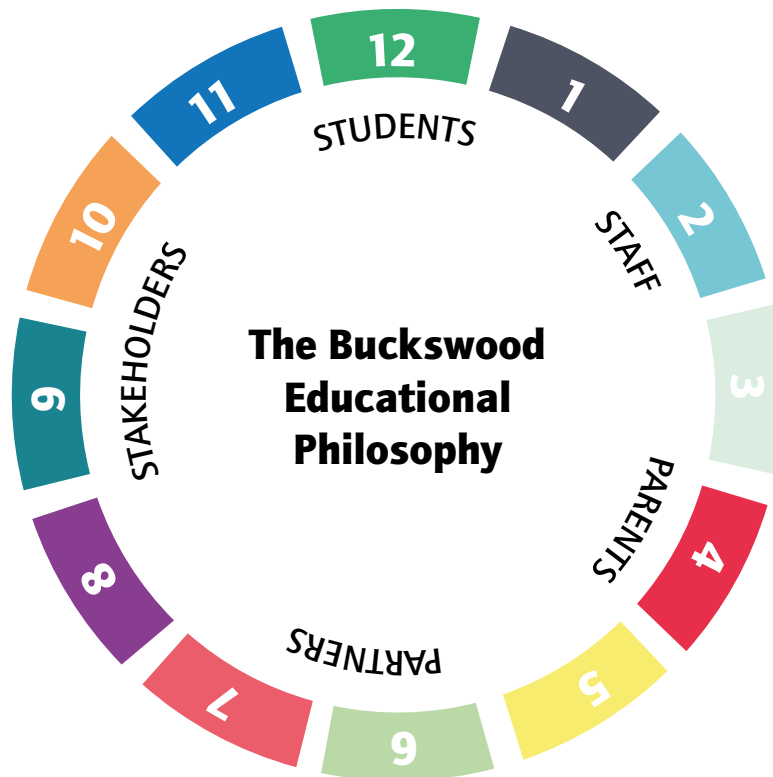 12
1
2
3
4
5
6
7
8
9
10
11
STUDENTS
STAFF
PARENTS
PARTNERS
STAKEHOLDERS
The Buckswood
Educational
Philosophy